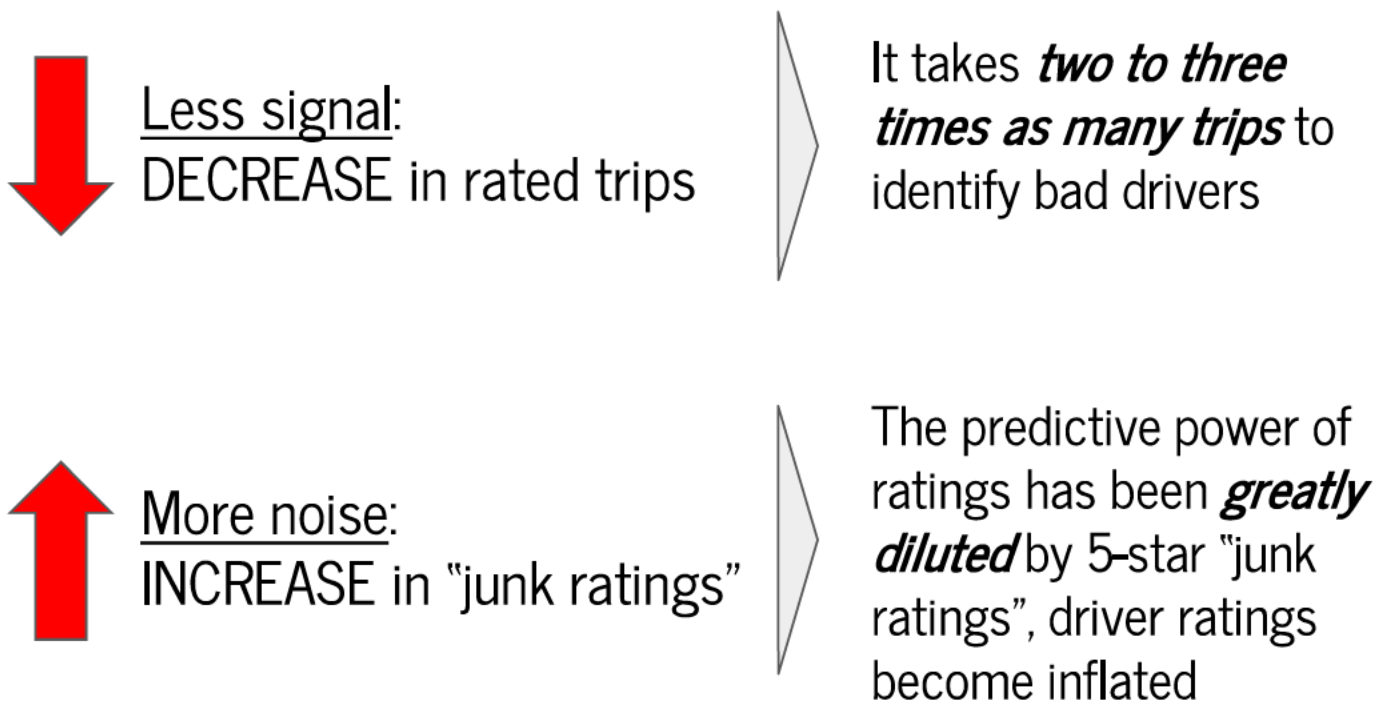 Less signal:
DECREASE in rated trips
It takes two to three
times as many trips to
identify bad drivers
More noise:
INCREASE in “junk ratings”
The predictive power of
ratings has been greatly
diluted by 5-star “junk
ratings”, driver ratings
become inflated